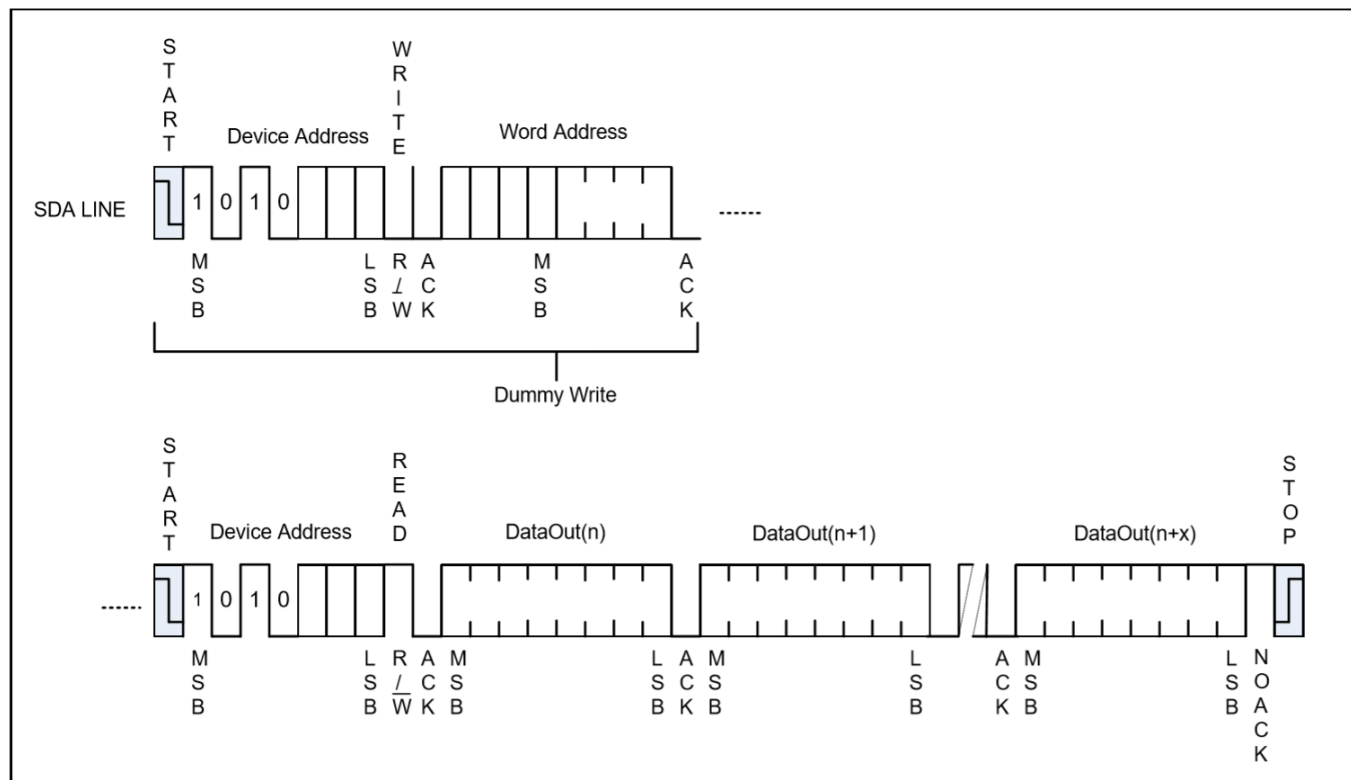 START
WRITE
Device Address
Word Address
SDA LINE
1 0 1 0
......
MSB
LSB
R/W
ACK
MSB
ACK
Dummy Write
START
READ
STOP
Device Address
DataOut(n)
DataOut(n+1)
DataOut(n+x)
......
1 0 1 0
MSB
LSB
R/W
ACK
MSB
LSB
ACK
MSB
LSB
ACK
MSB
LSB
NOACK